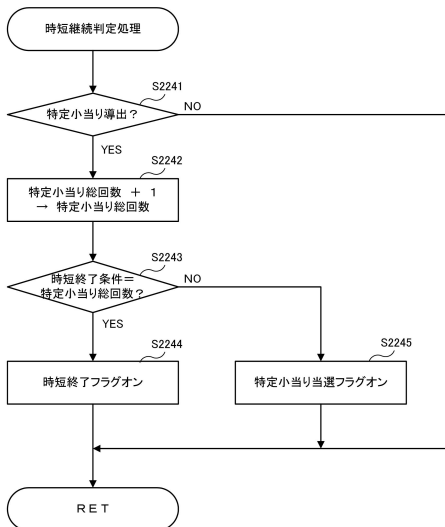 時短継続判定処理
S2241
特定小当り導出？
NO
YES
S2242
特定小当り総回数 + 1
→ 特定小当り総回数
S2243
時短終了条件＝
特定小当り総回数？
NO
YES
S2244
時短終了フラグオン
S2245
特定小当り当選フラグオン
RET